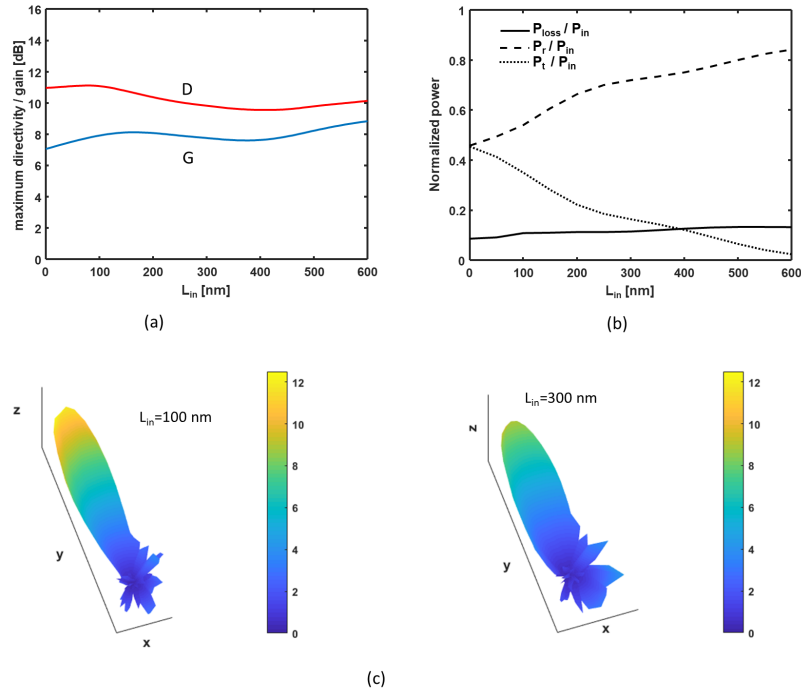 (a)
maximum directivity / gain [dB]
16
14
12
10
8
6
4
2
0
D
G
0 100 200 300 400 500 600
L_in [nm]
(b)
Normalized power
1
0.8
0.6
0.4
0.2
0
P_loss / P_in
P_r / P_in
P_t / P_in
0 100 200 300 400 500 600
L_in [nm]
z
y
x
L_in=100 nm
12
10
8
6
4
2
0
z
y
x
L_in=300 nm
12
10
8
6
4
2
0
(c)